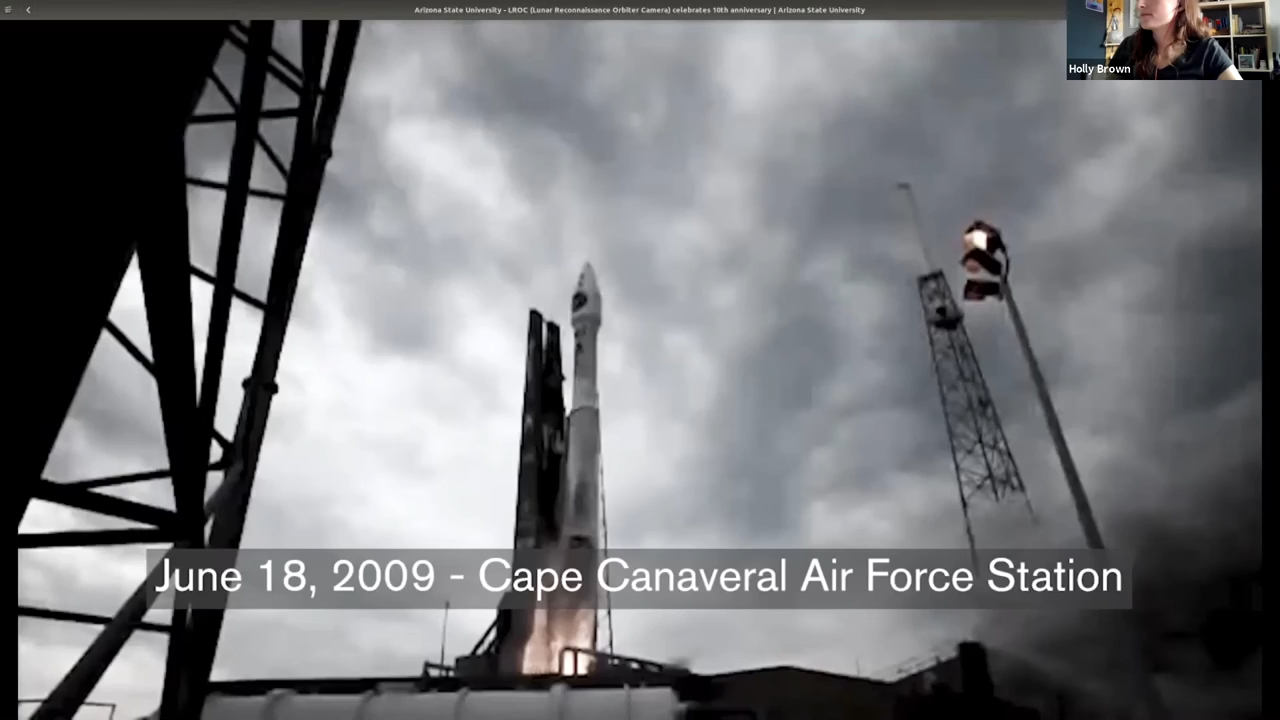 Arizona State University - LROC (Lunar Reconnaissance Orbiter Camera) celebrates 10th anniversary | Arizona State University
Holly Brown
June 18, 2009 - Cape Canaveral Air Force Station